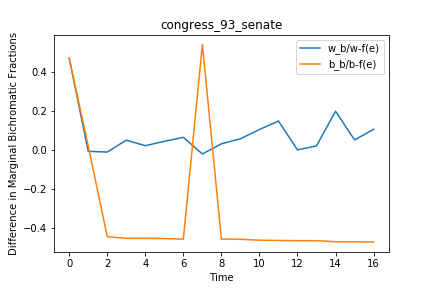 congress_93_senate
Difference in Marginal Bichromatic Fractions
0.4
0.2
0.0
−0.2
−0.4
w_b/w-f(e)
b_b/b-f(e)
0 2 4 6 8 10 12 14 16
Time